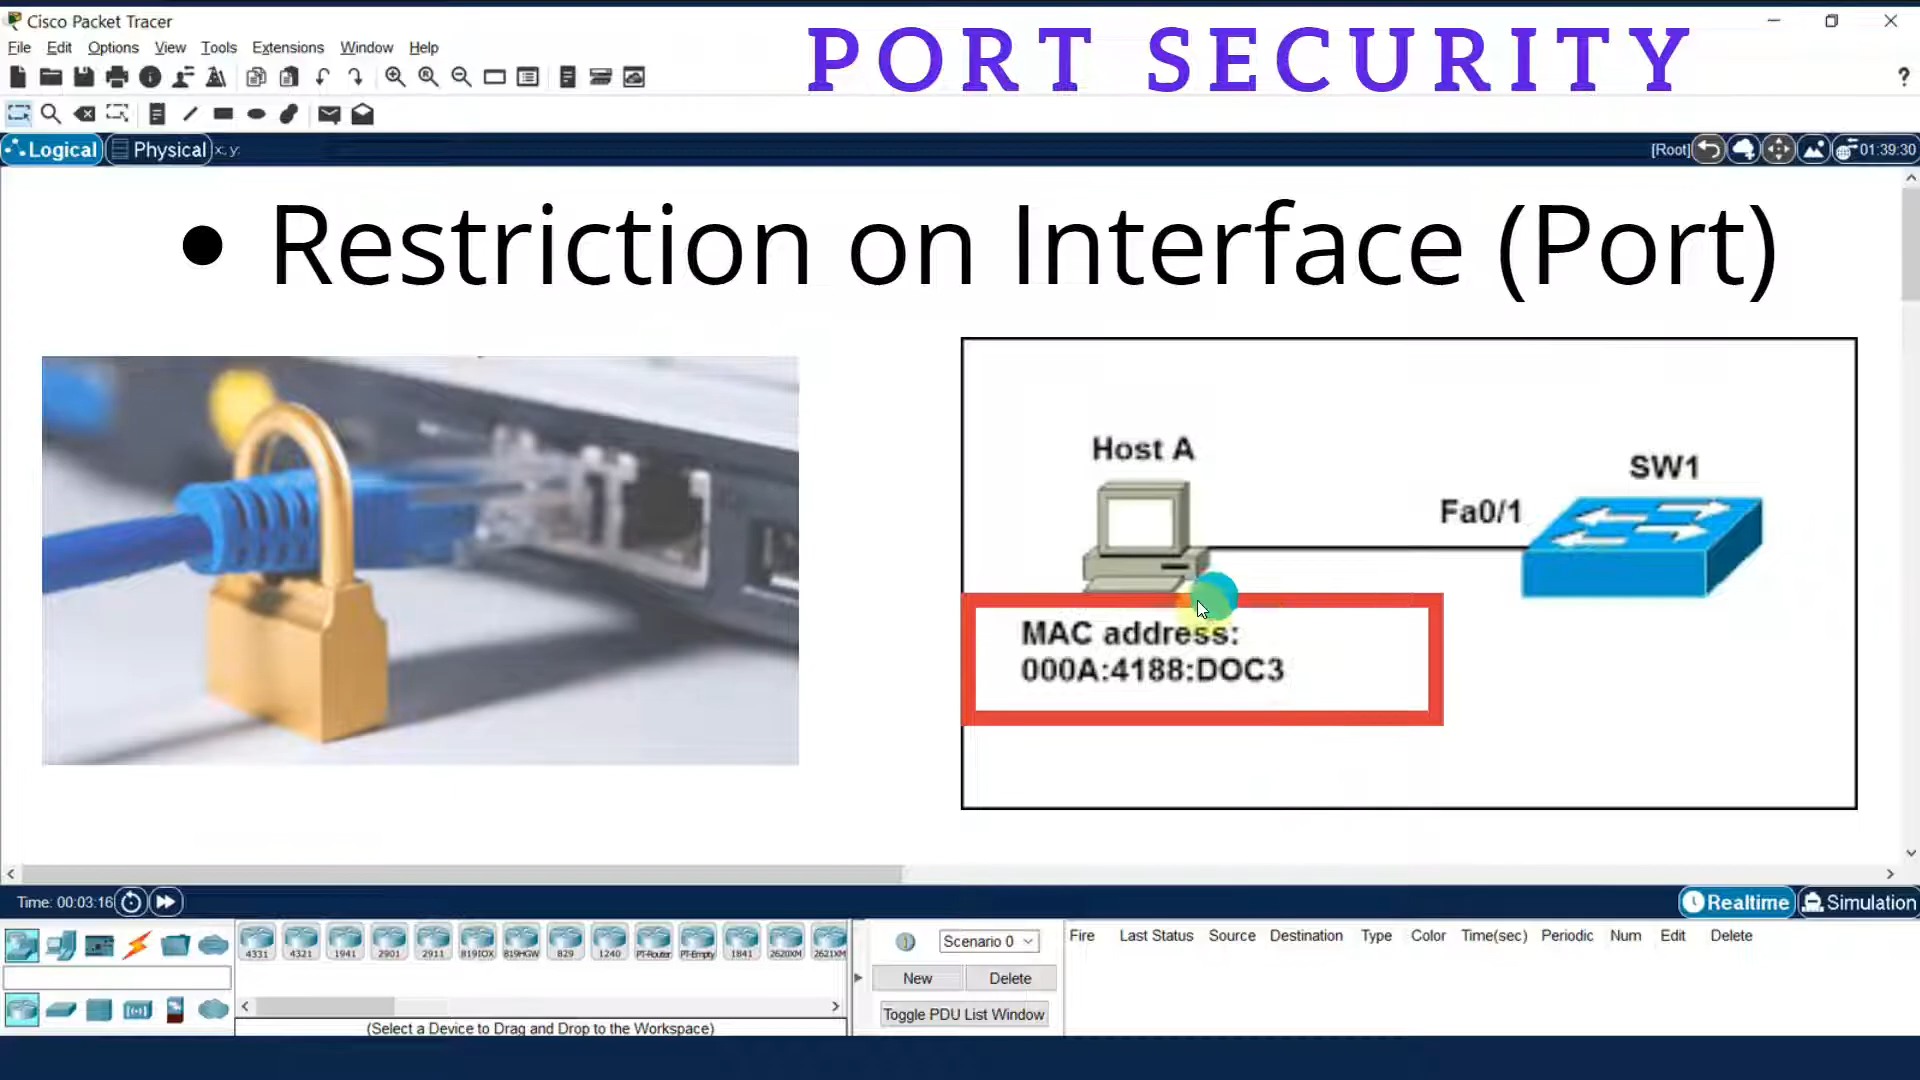 Cisco Packet Tracer
PORT SECURITY
File Edit Options View Tools Extensions Window Help
?
Logical Physical x: y:
[Root] 01:39:30
• Restriction on Interface (Port)
Host A
SW1
Fa0/1
MAC address:
000A:4188:DOC3
Time: 00:03:16
Realtime Simulation
4331 4321 1941 2901 2911 819IOX 819HGW 829 1240 PT-Router PT-Empty 1841 2620XM 2621XM
(Select a Device to Drag and Drop to the Workspace)
Scenario 0
New Delete
Toggle PDU List Window
Fire Last Status Source Destination Type Color Time(sec) Periodic Num Edit Delete